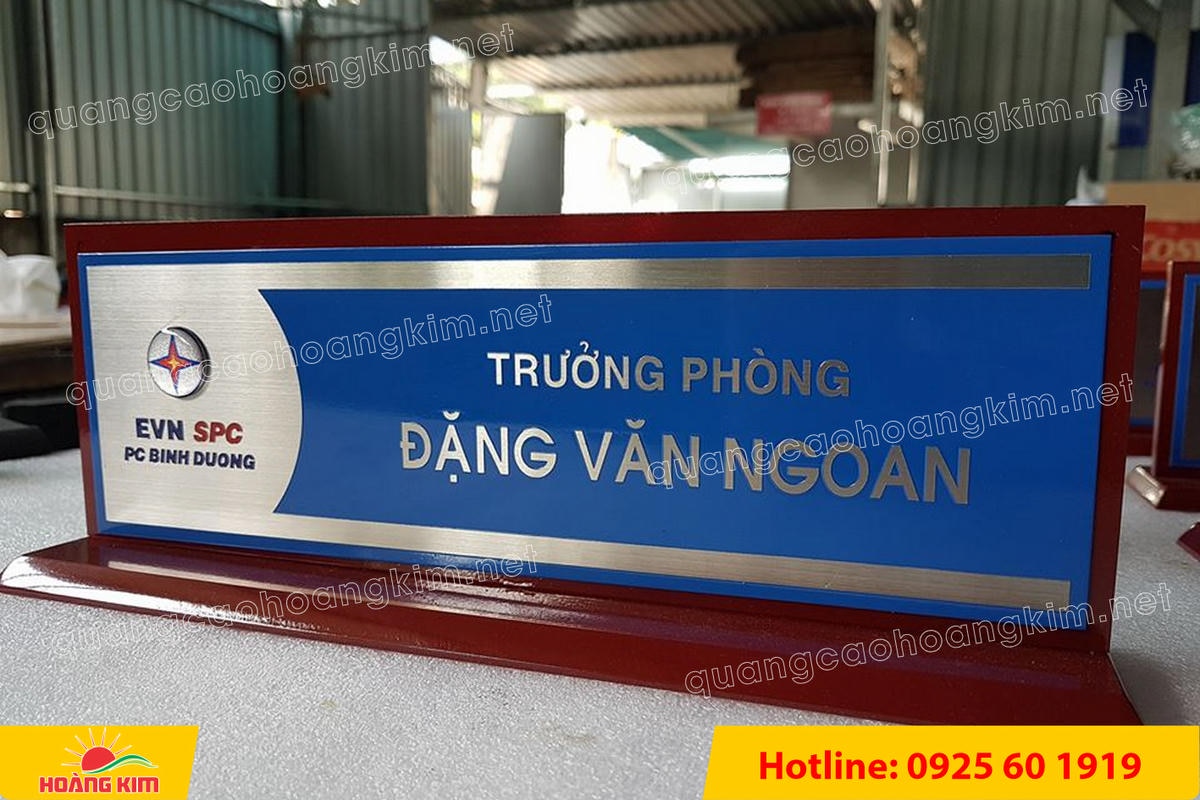 quangcaohoangkim.net
quangcaohoangkim.net
quangcaohoangkim.net
TRƯỞNG PHÒNG
ĐẶNG VĂN NGOAN
quangcaohoangkim.net
EVN SPC
PC BINH DUONG
quangcaohoangkim.net
quangcaohoangkim.net
HOÀNG KIM
Hotline: 0925 60 1919